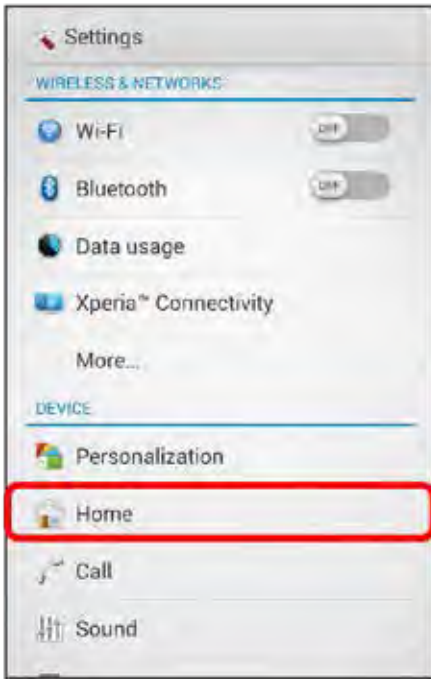 Settings
WIRELESS & NETWORKS
Wi-Fi OFF
Bluetooth OFF
Data usage
Xperia™ Connectivity
More...
DEVICE
Personalization
Home
Call
Sound